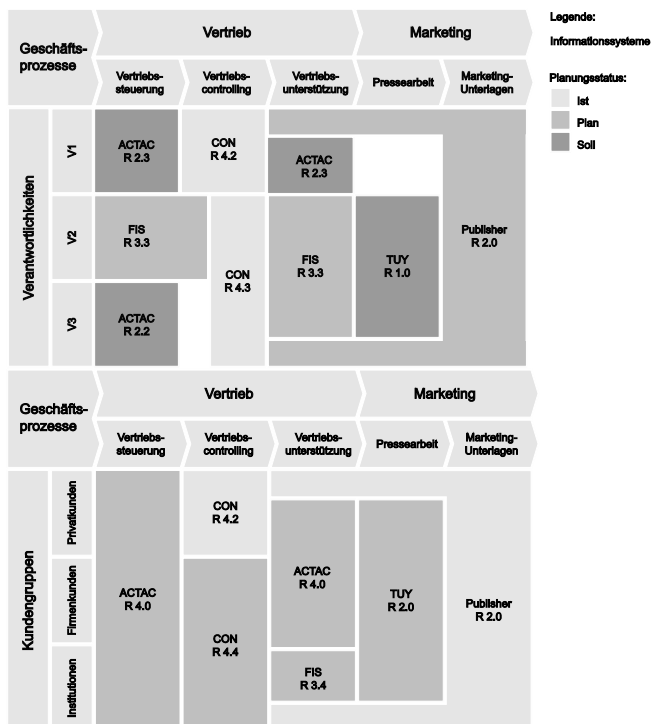 Geschäfts-
prozesse
Vertrieb
Marketing
Vertriebs-
steuerung
Vertriebs-
controlling
Vertriebs-
unterstützung
Pressearbeit
Marketing-
Unterlagen
Legende:
Informationssysteme
Planungsstatus:
Ist
Plan
Soll
Verantwortlichkeiten
V1
ACTAC
R 2.3
CON
R 4.2
ACTAC
R 2.3
V2
FIS
R 3.3
CON
R 4.3
FIS
R 3.3
TUY
R 1.0
Publisher
R 2.0
V3
ACTAC
R 2.2
Geschäfts-
prozesse
Vertrieb
Marketing
Vertriebs-
steuerung
Vertriebs-
controlling
Vertriebs-
unterstützung
Pressearbeit
Marketing-
Unterlagen
Kundengruppen
Privatkunden
CON
R 4.2
Firmenkunden
ACTAC
R 4.0
ACTAC
R 4.0
TUY
R 2.0
Publisher
R 2.0
CON
R 4.4
Institutionen
FIS
R 3.4